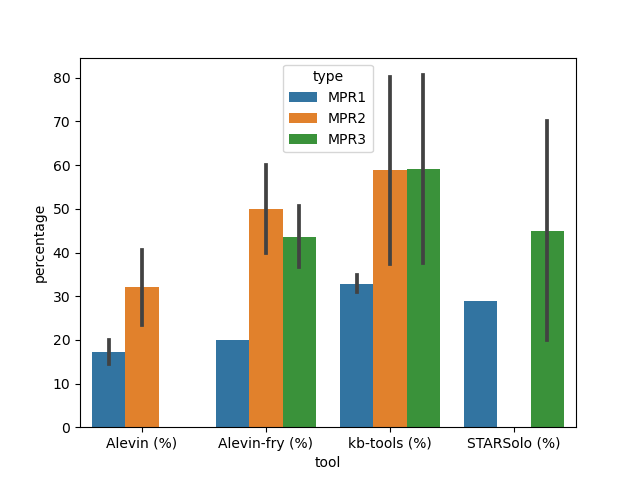 type
MPR1
MPR2
MPR3
percentage
80
70
60
50
40
30
20
10
0
Alevin (%) Alevin-fry (%) kb-tools (%) STARSolo (%)
tool